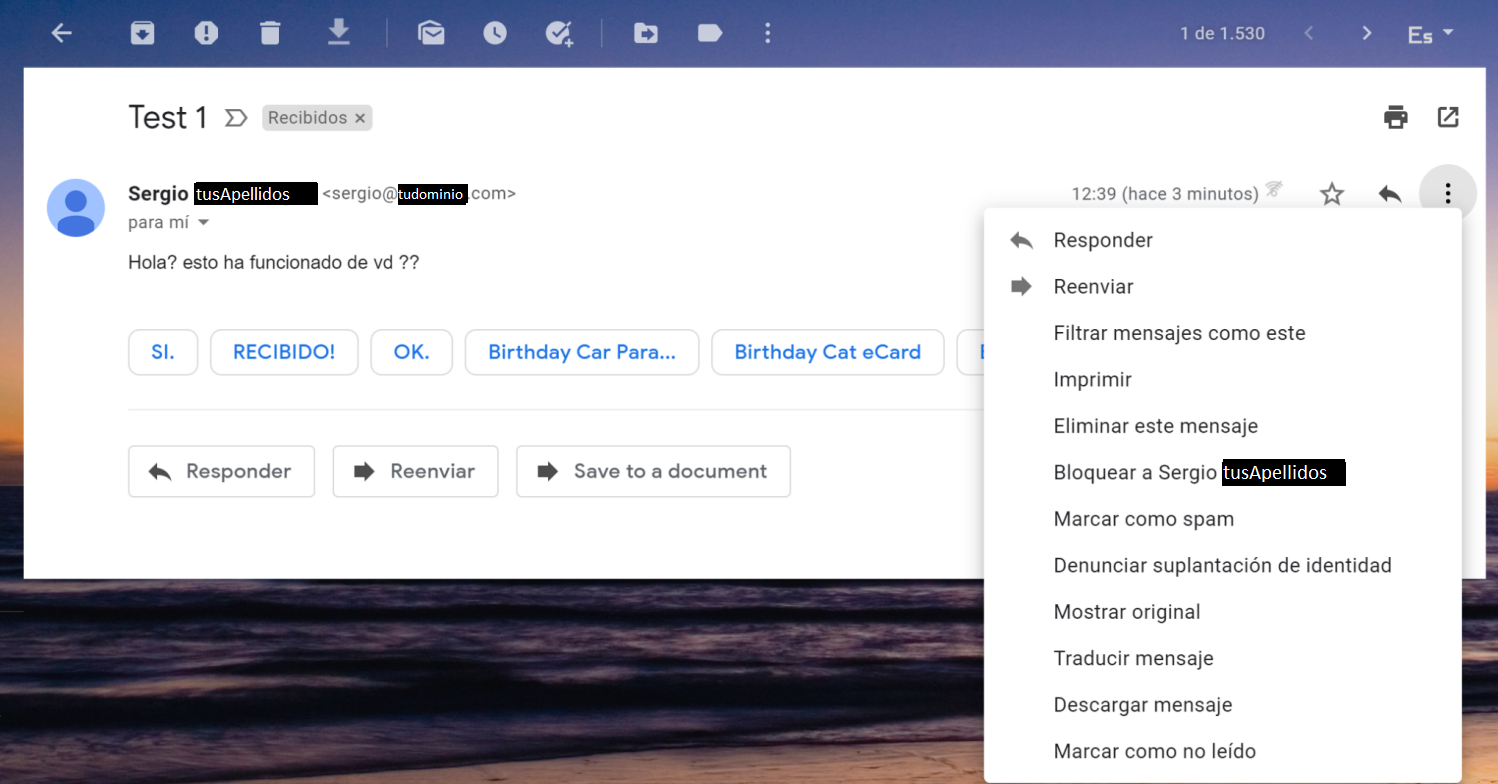 1 de 1.530
Es
Test 1 Recibidos ×
Sergio tusApellidos <sergio@tudominio.com> 12:39 (hace 3 minutos)
para mí
Hola? esto ha funcionado de vd ??
SI. RECIBIDO! OK. Birthday Car Para... Birthday Cat eCard
Responder Reenviar Save to a document
Responder
Reenviar
Filtrar mensajes como este
Imprimir
Eliminar este mensaje
Bloquear a Sergio tusApellidos
Marcar como spam
Denunciar suplantación de identidad
Mostrar original
Traducir mensaje
Descargar mensaje
Marcar como no leído